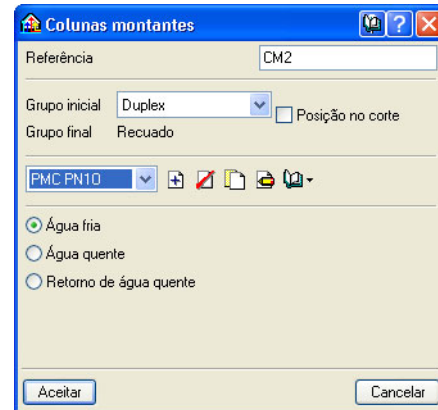 Colunas montantes
Referência CM2
Grupo inicial Duplex Posição no corte
Grupo final Recuado
PMC PN10
Água fria
Água quente
Retorno de água quente
Aceitar Cancelar